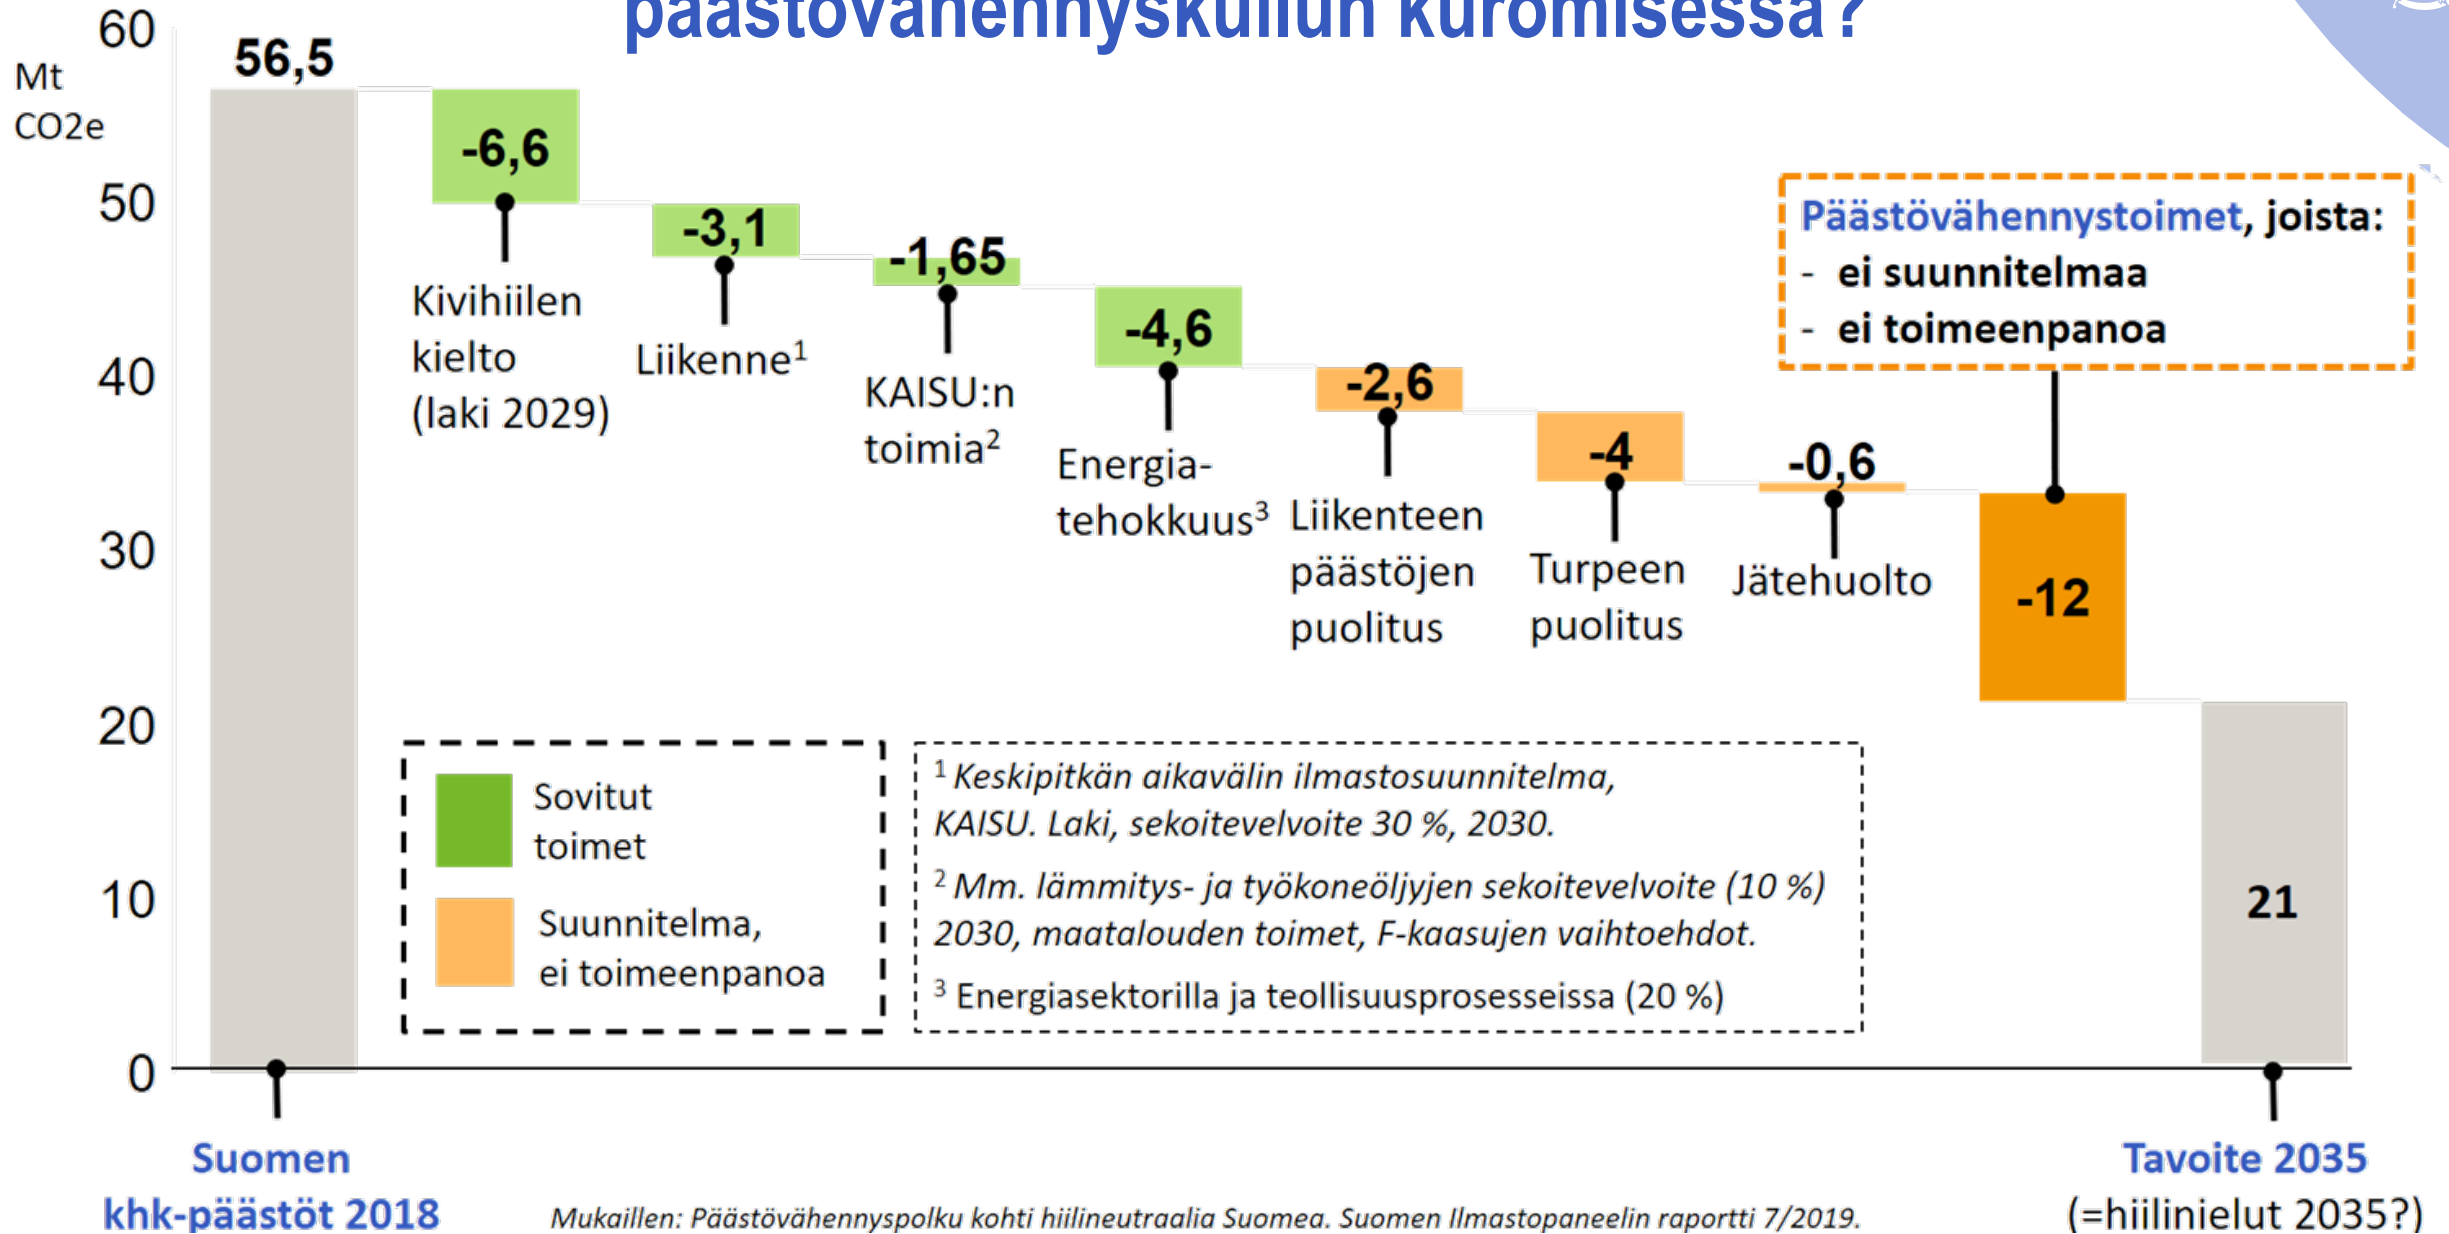 päästövähennyskuilun kuromisessa?
60
Mt
CO2e
50
40
30
20
10
0
56,5
-6,6
Kivihiilen
kielto
(laki 2029)
-3,1
Liikenne¹
-1,65
KAISU:n
toimia²
-4,6
Energia-
tehokkuus³
-2,6
Liikenteen
päästöjen
puolitus
-4
Turpeen
puolitus
-0,6
Jätehuolto
Päästövähennystoimet, joista:
- ei suunnitelmaa
- ei toimeenpanoa
-12
21
Sovitut
toimet
Suunnitelma,
ei toimeenpanoa
¹ Keskipitkän aikavälin ilmastosuunnitelma,
KAISU. Laki, sekoitevelvoite 30 %, 2030.
² Mm. lämmitys- ja työkoneöljyjen sekoitevelvoite (10 %)
2030, maatalouden toimet, F-kaasujen vaihtoehdot.
³ Energiasektorilla ja teollisuusprosesseissa (20 %)
Suomen
khk-päästöt 2018
Tavoite 2035
(=hiilinielut 2035?)
Mukaillen: Päästövähennyspolku kohti hiilineutraalia Suomea. Suomen Ilmastopaneelin raportti 7/2019.